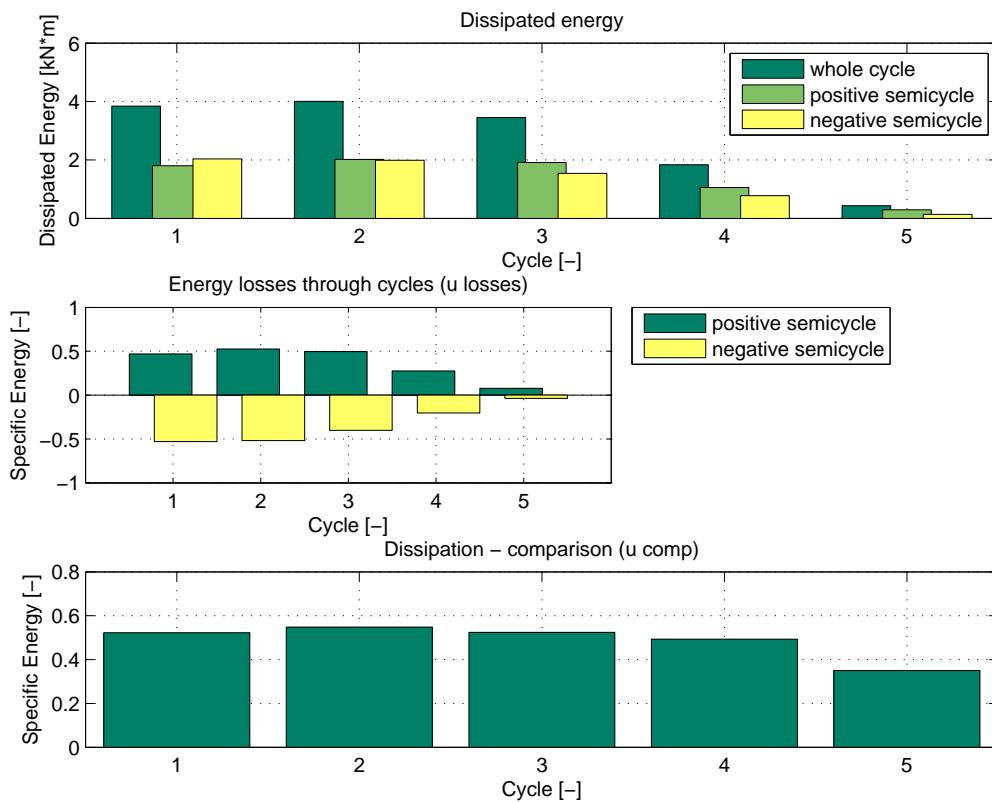 Dissipated energy
Dissipated Energy [kN*m]
6
4
2
0
whole cycle
positive semicycle
negative semicycle
1 2 3 4 5
Cycle [−]
Energy losses through cycles (u losses)
Specific Energy [−]
1
0.5
0
−0.5
−1
positive semicycle
negative semicycle
1 2 3 4 5
Cycle [−]
Dissipation − comparison (u comp)
Specific Energy [−]
0.8
0.6
0.4
0.2
0
1 2 3 4 5
Cycle [−]